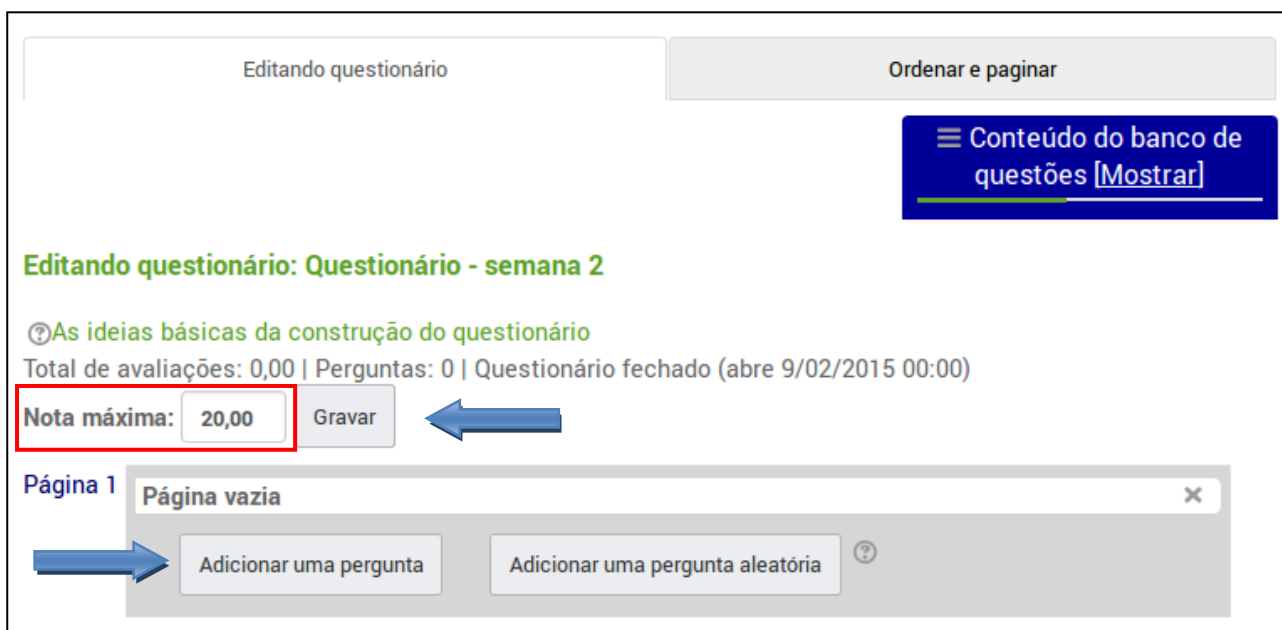 Editando questionário
Ordenar e paginar
Conteúdo do banco de
questões [Mostrar]
Editando questionário: Questionário - semana 2
As ideias básicas da construção do questionário
Total de avaliações: 0,00 | Perguntas: 0 | Questionário fechado (abre 9/02/2015 00:00)
Nota máxima: 20,00 Gravar
Página 1
Página vazia
Adicionar uma pergunta
Adicionar uma pergunta aleatória